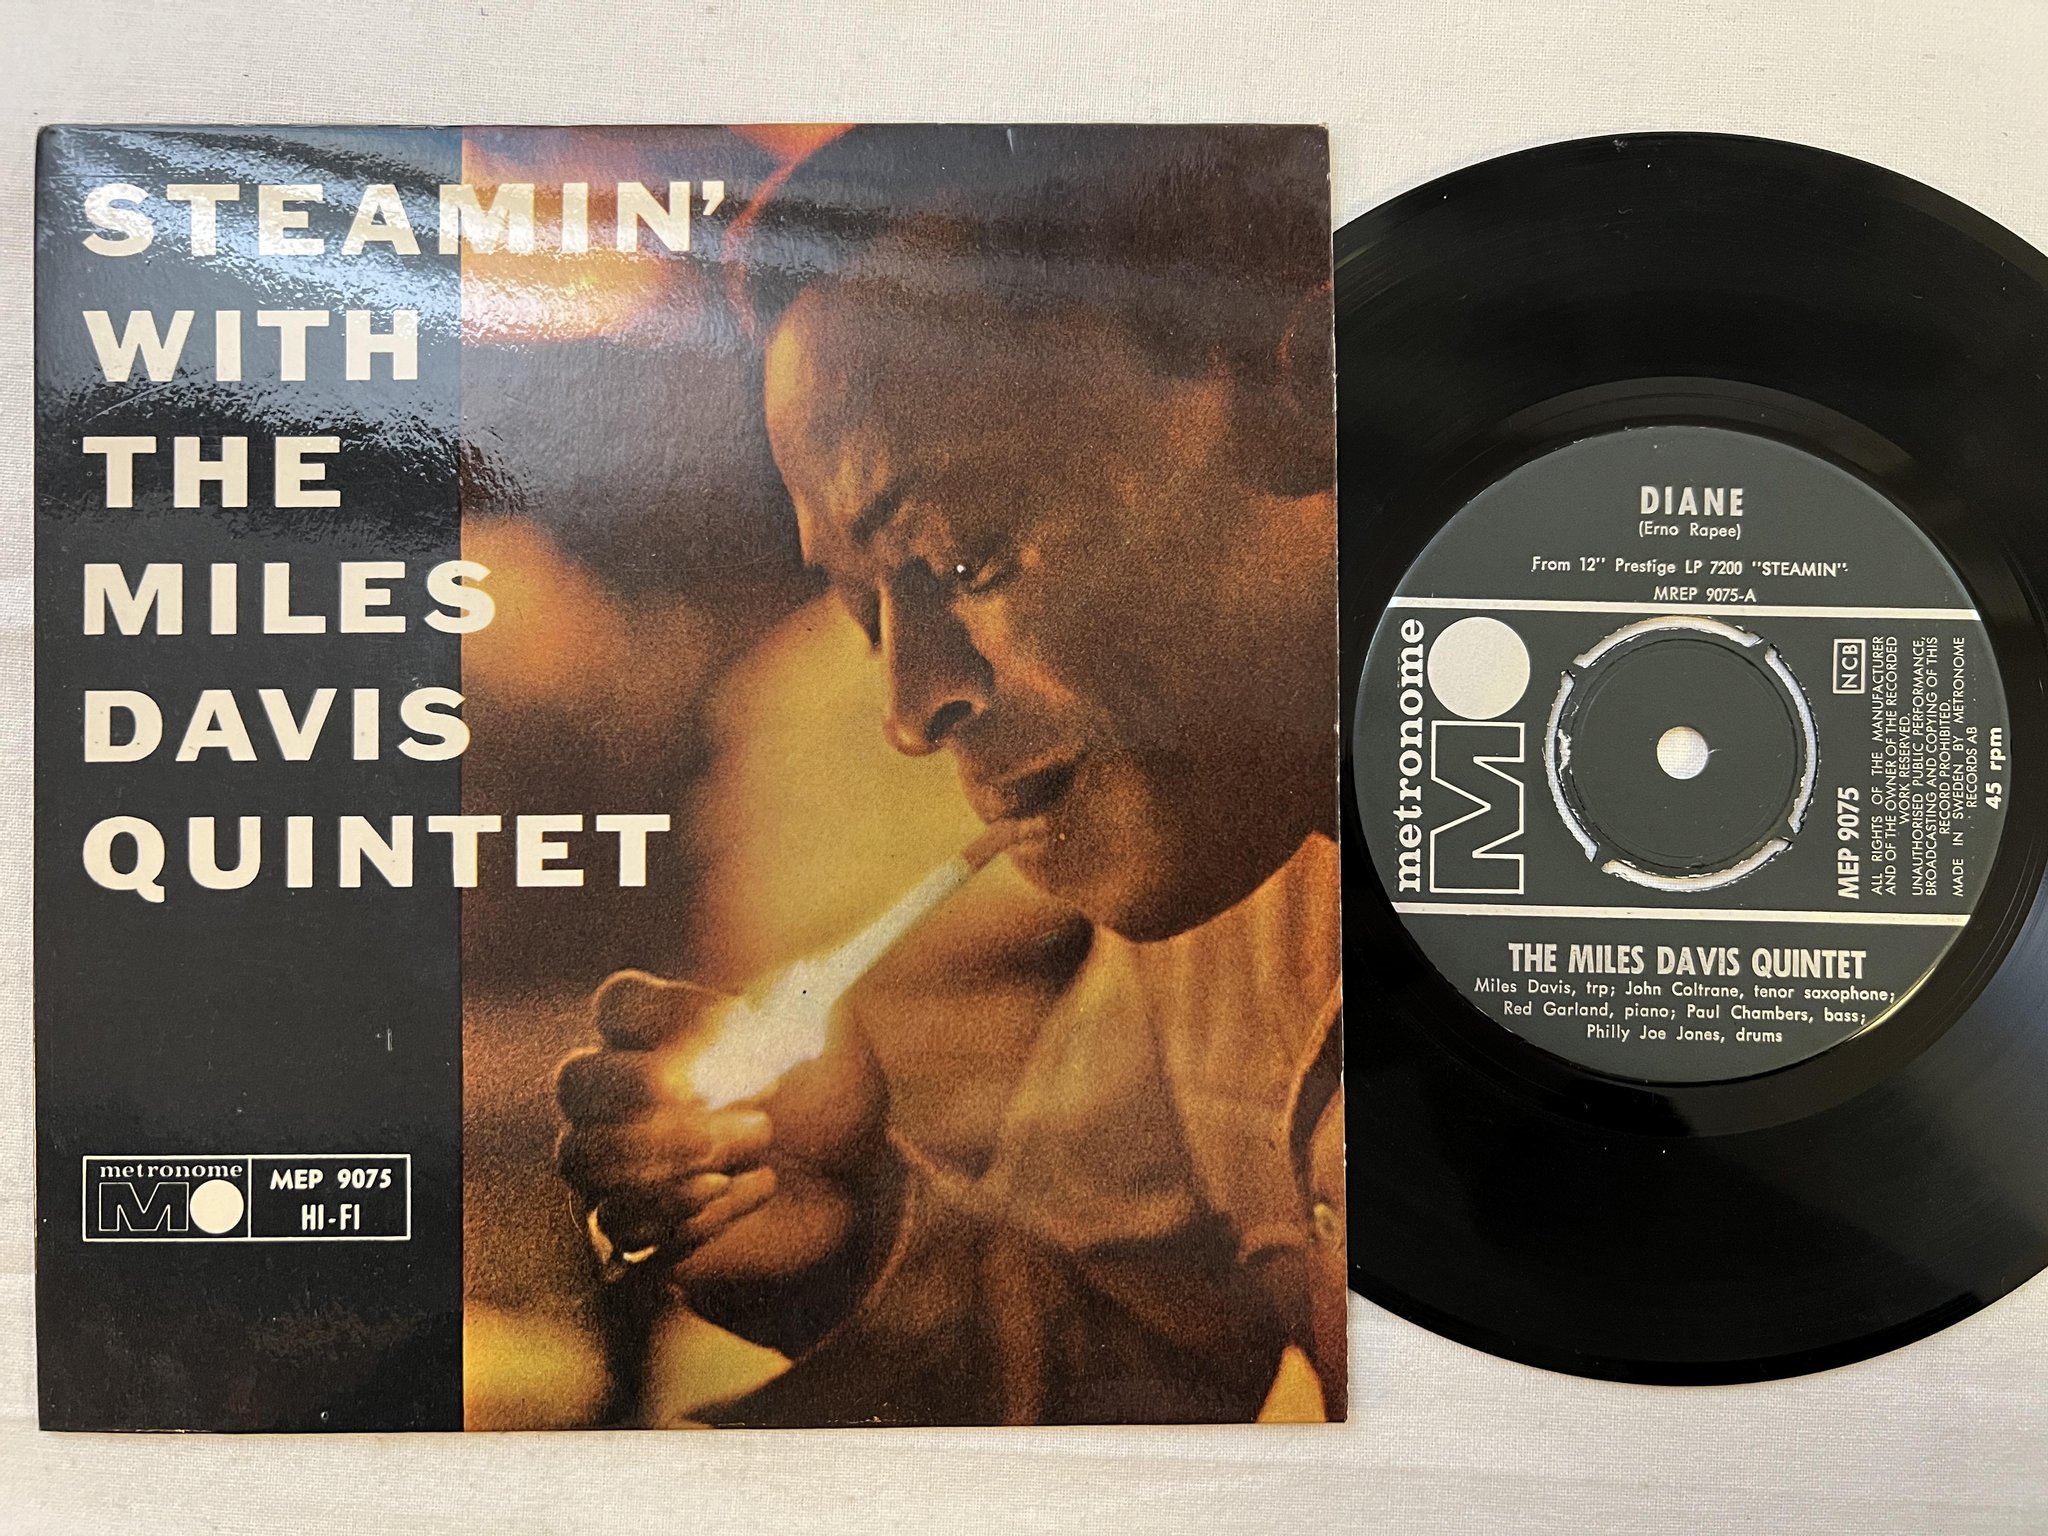 STEAMIN'
WITH
THE
MILES
DAVIS
QUINTET
metronome
MEP 9075
HI-FI
DIANE
(Erno Rapee)
From 12" Prestige LP 7200 "STEAMIN".
MREP 9075-A
metronome
NCB
MEP 9075
ALL RIGHTS OF THE MANUFACTURER
AND OF THE OWNER OF THE RECORDED
WORK RESERVED.
UNAUTHORISED PUBLIC PERFORMANCE,
BROADCASTING AND COPYING OF THIS
RECORD PROHIBITED.
MADE IN SWEDEN BY METRONOME
RECORDS AB
45 rpm
THE MILES DAVIS QUINTET
Miles Davis, trp; John Coltrane, tenor saxophone;
Red Garland, piano; Paul Chambers, bass;
Philly Joe Jones, drums